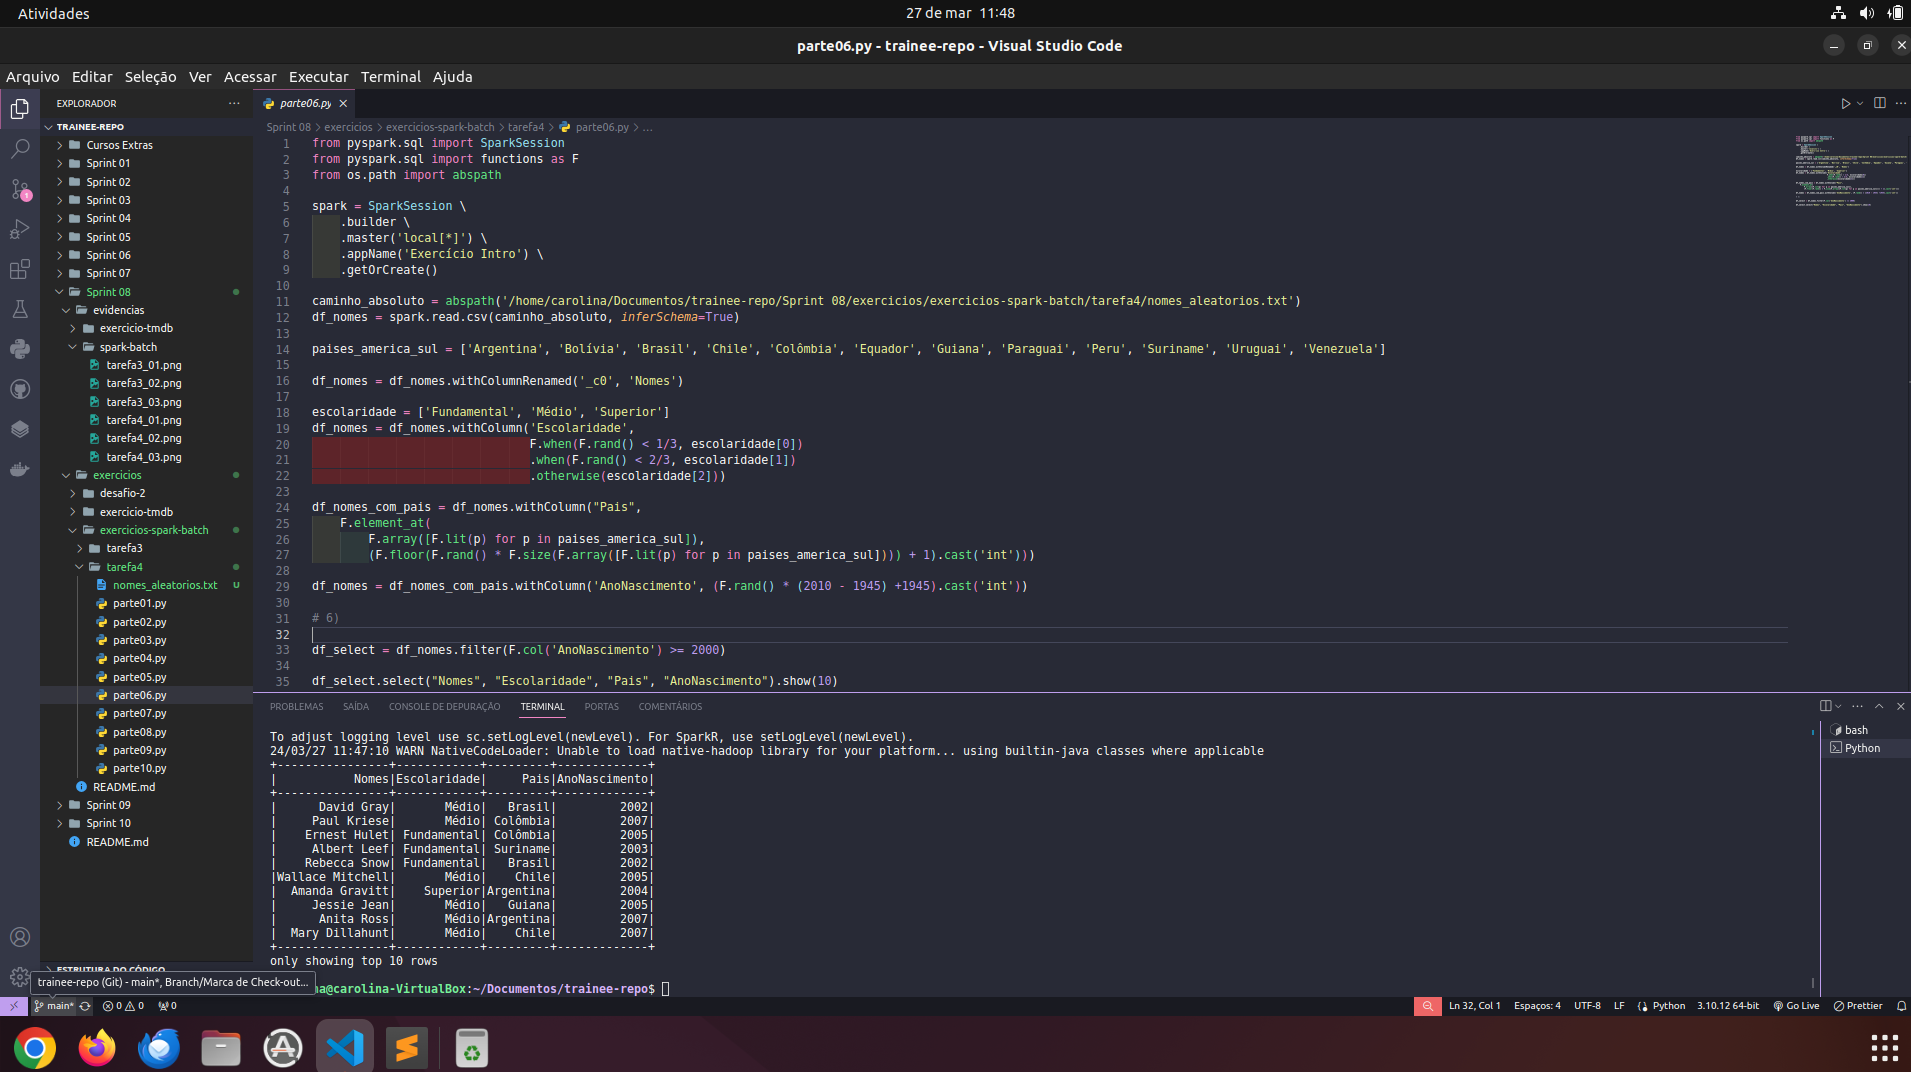 Atividades
27 de mar 11:48
parte06.py - trainee-repo - Visual Studio Code
Arquivo Editar Seleção Ver Acessar Executar Terminal Ajuda
EXPLORADOR
TRAINEE-REPO
Cursos Extras
Sprint 01
Sprint 02
Sprint 03
Sprint 04
Sprint 05
Sprint 06
Sprint 07
Sprint 08
evidencias
exercicio-tmdb
spark-batch
tarefa3_01.png
tarefa3_02.png
tarefa3_03.png
tarefa4_01.png
tarefa4_02.png
tarefa4_03.png
exercicios
desafio-2
exercicio-tmdb
exercicios-spark-batch
tarefa3
tarefa4
nomes_aleatorios.txt U
parte01.py
parte02.py
parte03.py
parte04.py
parte05.py
parte06.py
parte07.py
parte08.py
parte09.py
parte10.py
README.md
Sprint 09
Sprint 10
README.md
ESTRUTURA DO CÓDIGO
1
parte06.py
Sprint 08 > exercicios > exercicios-spark-batch > tarefa4 > parte06.py > ...
1 from pyspark.sql import SparkSession
2 from pyspark.sql import functions as F
3 from os.path import abspath
4
5 spark = SparkSession \
6     .builder \
7     .master('local[*]') \
8     .appName('Exercício Intro') \
9     .getOrCreate()
10
11 caminho_absoluto = abspath('/home/carolina/Documentos/trainee-repo/Sprint 08/exercicios/exercicios-spark-batch/tarefa4/nomes_aleatorios.txt')
12 df_nomes = spark.read.csv(caminho_absoluto, inferSchema=True)
13
14 paises_america_sul = ['Argentina', 'Bolívia', 'Brasil', 'Chile', 'Colômbia', 'Equador', 'Guiana', 'Paraguai', 'Peru', 'Suriname', 'Uruguai', 'Venezuela']
15
16 df_nomes = df_nomes.withColumnRenamed('_c0', 'Nomes')
17
18 escolaridade = ['Fundamental', 'Médio', 'Superior']
19 df_nomes = df_nomes.withColumn('Escolaridade',
20                                F.when(F.rand() < 1/3, escolaridade[0])
21                                .when(F.rand() < 2/3, escolaridade[1])
22                                .otherwise(escolaridade[2]))
23
24 df_nomes_com_pais = df_nomes.withColumn("Pais",
25     F.element_at(
26         F.array([F.lit(p) for p in paises_america_sul]),
27         (F.floor(F.rand() * F.size(F.array([F.lit(p) for p in paises_america_sul]))) + 1).cast('int')))
28
29 df_nomes = df_nomes_com_pais.withColumn('AnoNascimento', (F.rand() * (2010 - 1945) +1945).cast('int'))
30
31 # 6)
32
33 df_select = df_nomes.filter(F.col('AnoNascimento') >= 2000)
34
35 df_select.select("Nomes", "Escolaridade", "Pais", "AnoNascimento").show(10)
PROBLEMAS SAÍDA CONSOLE DE DEPURAÇÃO TERMINAL PORTAS COMENTÁRIOS
To adjust logging level use sc.setLogLevel(newLevel). For SparkR, use setLogLevel(newLevel).
24/03/27 11:47:10 WARN NativeCodeLoader: Unable to load native-hadoop library for your platform... using builtin-java classes where applicable
+----------------+------------+---------+-------------+
|           Nomes|Escolaridade|     Pais|AnoNascimento|
+----------------+------------+---------+-------------+
|      David Gray|       Médio|   Brasil|         2002|
|     Paul Kriese|       Médio| Colômbia|         2007|
|    Ernest Hulet| Fundamental| Colômbia|         2005|
|     Albert Leef| Fundamental| Suriname|         2003|
|    Rebecca Snow| Fundamental|   Brasil|         2002|
|Wallace Mitchell|       Médio|    Chile|         2005|
|  Amanda Gravitt|    Superior|Argentina|         2004|
|     Jessie Jean|       Médio|   Guiana|         2005|
|      Anita Ross|       Médio|Argentina|         2007|
|  Mary Dillahunt|       Médio|    Chile|         2007|
+----------------+------------+---------+-------------+
only showing top 10 rows
na@carolina-VirtualBox:~/Documentos/trainee-repo$
bash
Python
trainee-repo (Git) - main*, Branch/Marca de Check-out...
main* 0 0 0 Ln 32, Col 1 Espaços: 4 UTF-8 LF Python 3.10.12 64-bit Go Live Prettier